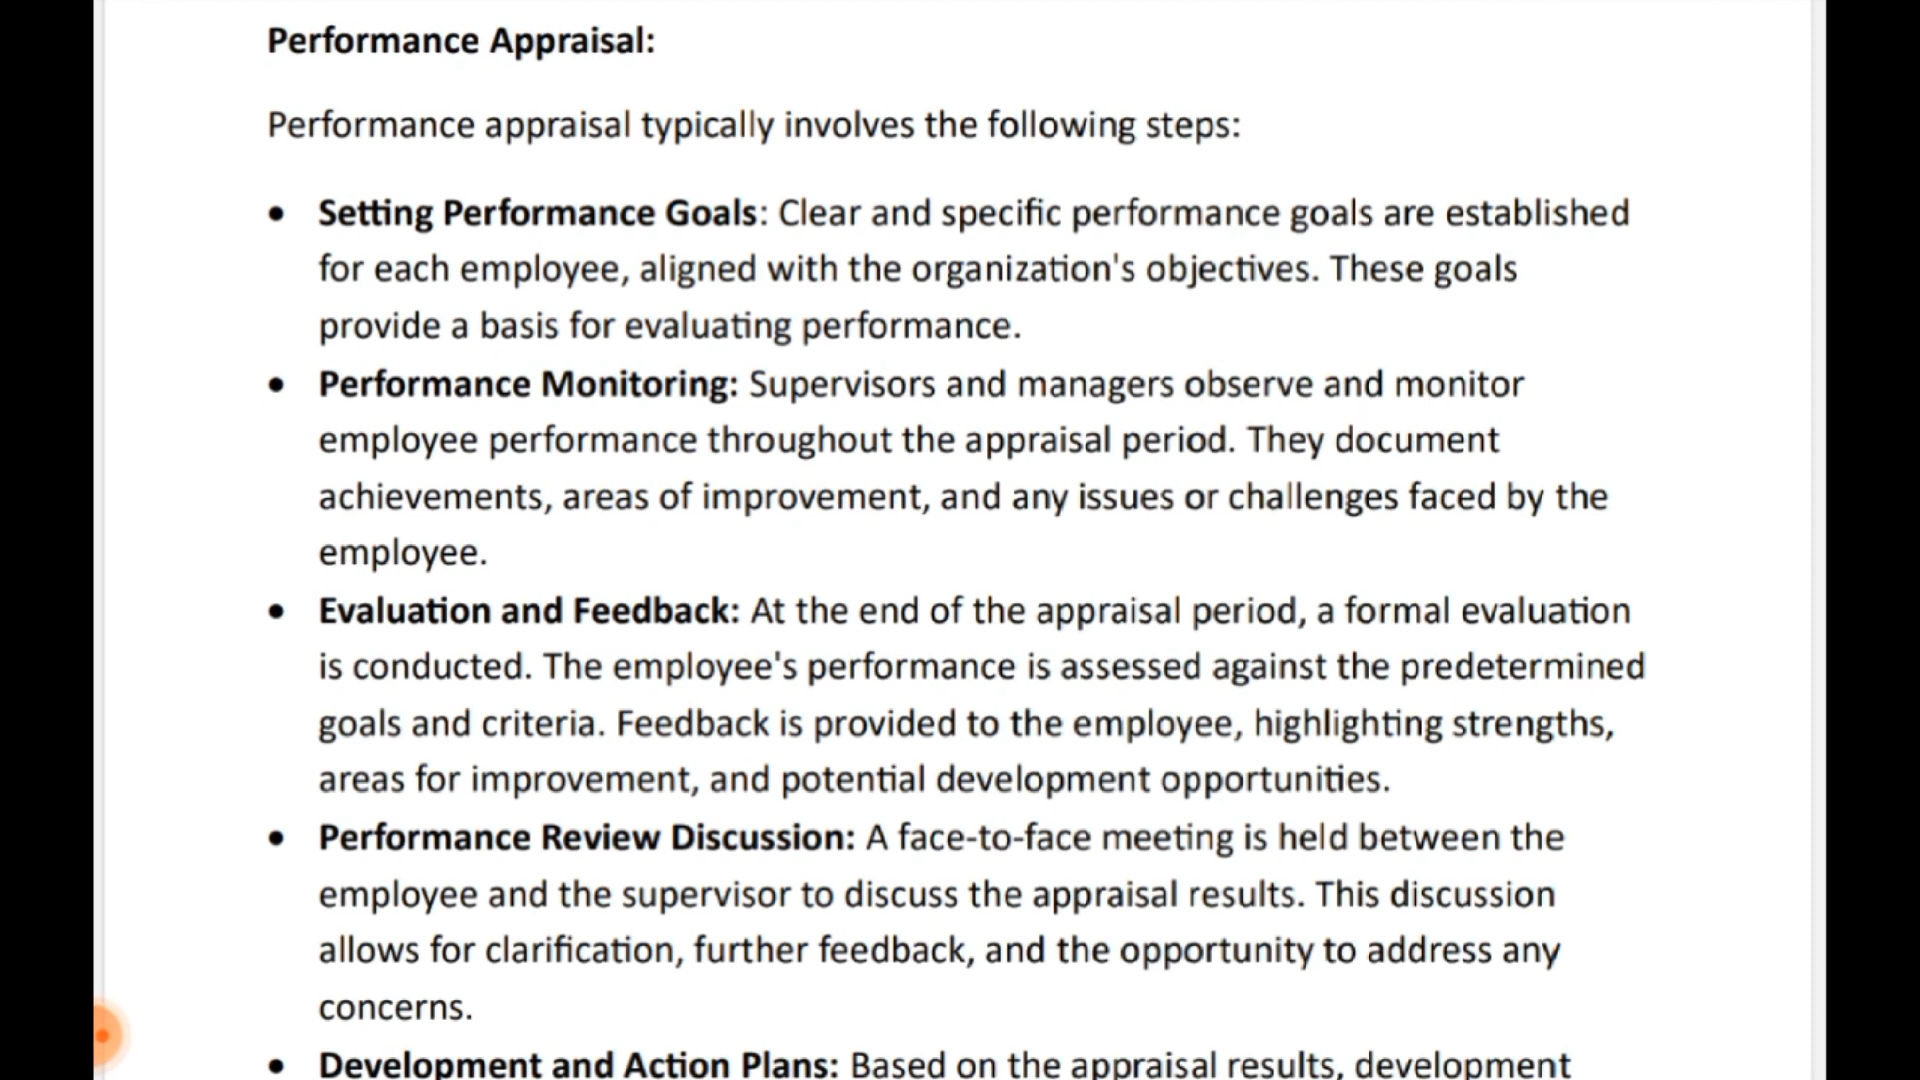 Performance Appraisal:
Performance appraisal typically involves the following steps:
• Setting Performance Goals: Clear and specific performance goals are established
for each employee, aligned with the organization's objectives. These goals
provide a basis for evaluating performance.
• Performance Monitoring: Supervisors and managers observe and monitor
employee performance throughout the appraisal period. They document
achievements, areas of improvement, and any issues or challenges faced by the
employee.
• Evaluation and Feedback: At the end of the appraisal period, a formal evaluation
is conducted. The employee's performance is assessed against the predetermined
goals and criteria. Feedback is provided to the employee, highlighting strengths,
areas for improvement, and potential development opportunities.
• Performance Review Discussion: A face-to-face meeting is held between the
employee and the supervisor to discuss the appraisal results. This discussion
allows for clarification, further feedback, and the opportunity to address any
concerns.
• Development and Action Plans: Based on the appraisal results, development